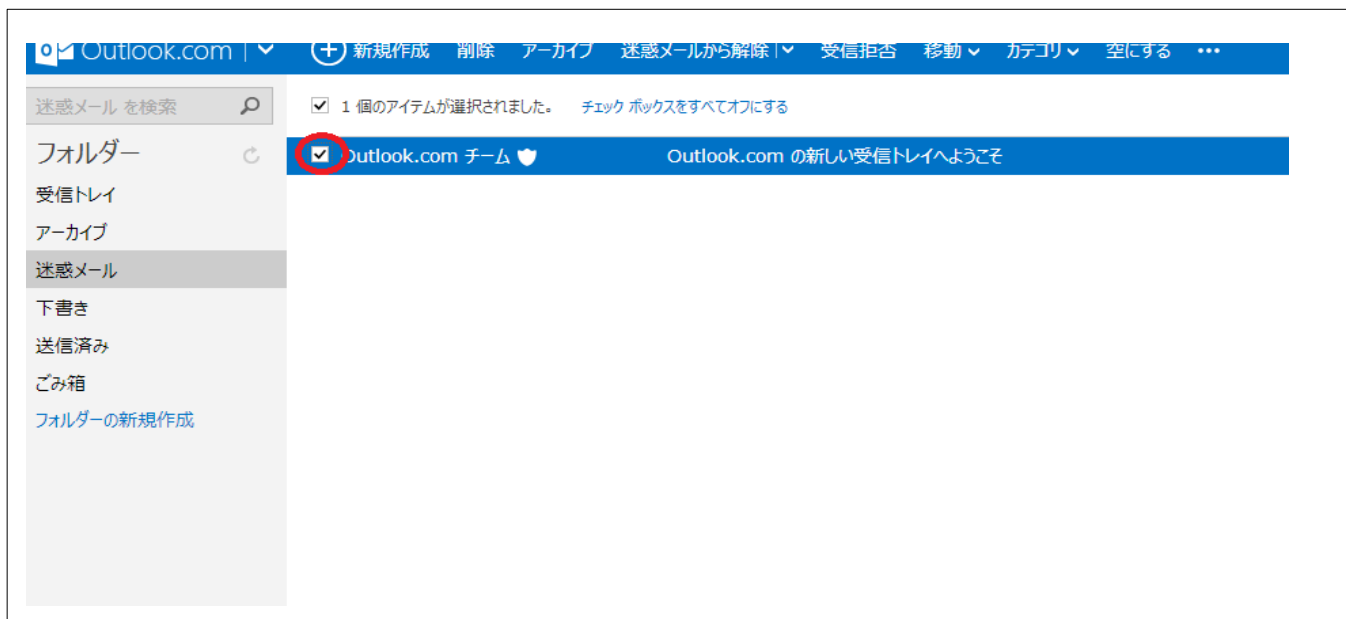 Outlook.com 新規作成 削除 アーカイブ 迷惑メールから解除 受信拒否 移動 カテゴリ 空にする •••
迷惑メール を検索
1 個のアイテムが選択されました。 チェック ボックスをすべてオフにする
フォルダー
Outlook.com チーム Outlook.com の新しい受信トレイへようこそ
受信トレイ
アーカイブ
迷惑メール
下書き
送信済み
ごみ箱
フォルダーの新規作成